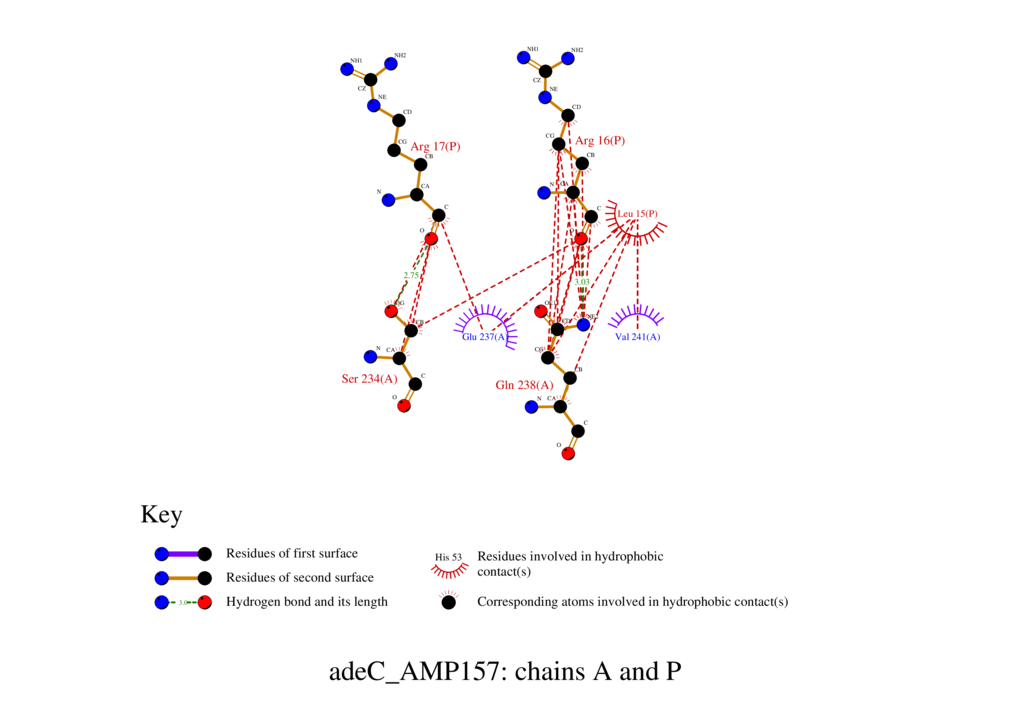 NH1 NH2 NH1 NH2
CZ CZ
NE NE
CD CD
CG Arg 17(P) CG Arg 16(P)
CB CB
CA N CA
N
C C Leu 15(P)
O
2.75 3.03
OG
CB Glu 237(A) Val 241(A)
N CA CG
Ser 234(A) C CB
Gln 238(A)
O N CA
C
O
Key
Residues of first surface
Residues of second surface
3.0 Hydrogen bond and its length
His 53 Residues involved in hydrophobic
contact(s)
Corresponding atoms involved in hydrophobic contact(s)
adeC_AMP157: chains A and P